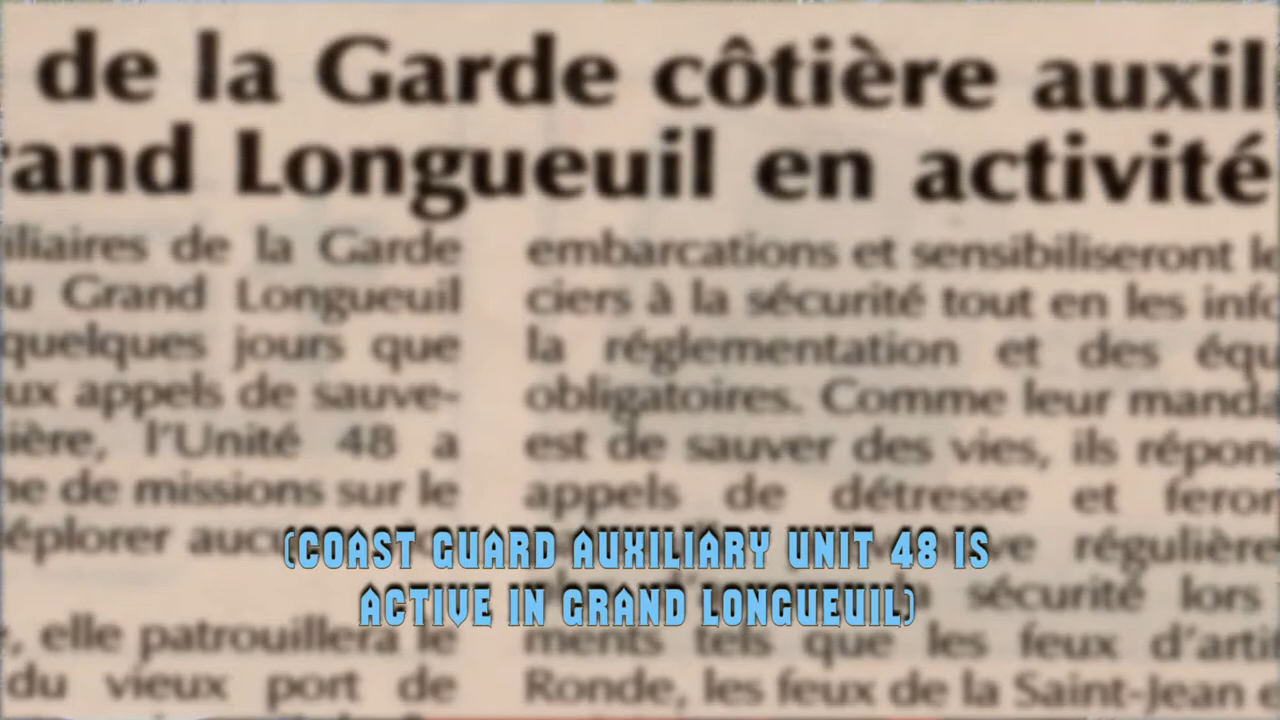 de la Garde côtière auxil
and Longueuil en activité
iliaires de la Garde
u Grand Longueuil
quelques jours que
ux appels de sauve-
ière, l'Unité 48 a
ne de missions sur le
éplorer aucu
, elle patrouillera le
du vieux port de
embarcations et sensibiliseront le
ciers à la sécurité tout en les info
la réglementation et des équ
obligatoires. Comme leur manda
est de sauver des vies, ils répon-
appels de détresse et feron
ve régulière
sécurité lors
ments tels que les feux d'artif
Ronde, les feux de la Saint-Jean e
(COAST GUARD AUXILIARY UNIT 48 IS
ACTIVE IN GRAND LONGUEUIL)